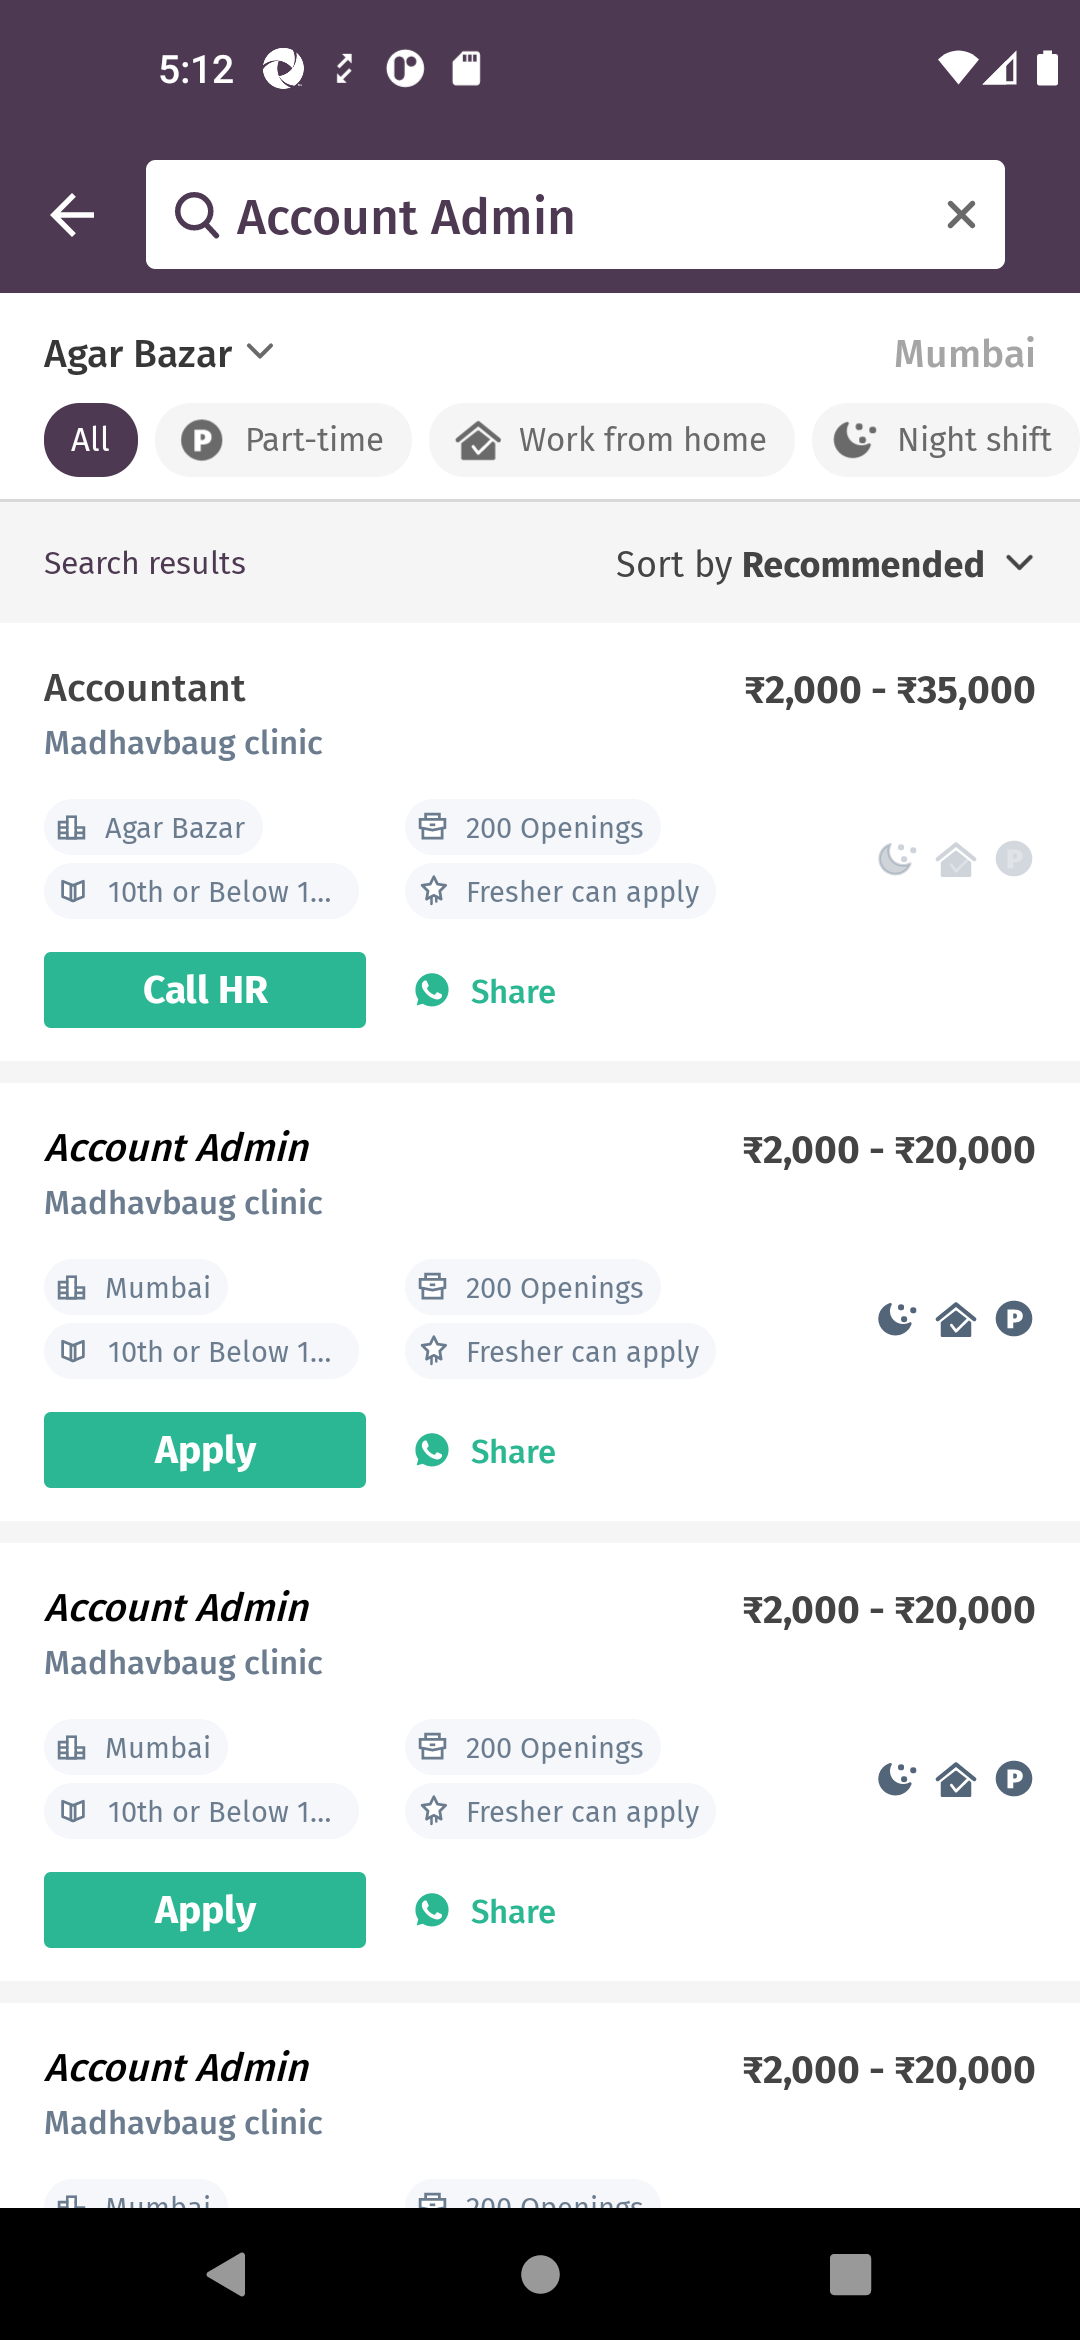 5:12
Account Admin
Agar Bazar
Mumbai
All
Part-time
Work from home
Night shift
Search results
Sort by Recommended
Accountant
₹2,000 - ₹35,000
Madhavbaug clinic
Agar Bazar
200 Openings
10th or Below 1...
Fresher can apply
Call HR
Share
Account Admin
₹2,000 - ₹20,000
Madhavbaug clinic
Mumbai
200 Openings
10th or Below 1...
Fresher can apply
Apply
Share
Account Admin
₹2,000 - ₹20,000
Madhavbaug clinic
Mumbai
200 Openings
10th or Below 1...
Fresher can apply
Apply
Share
Account Admin
₹2,000 - ₹20,000
Madhavbaug clinic
Mumbai
200 Openings